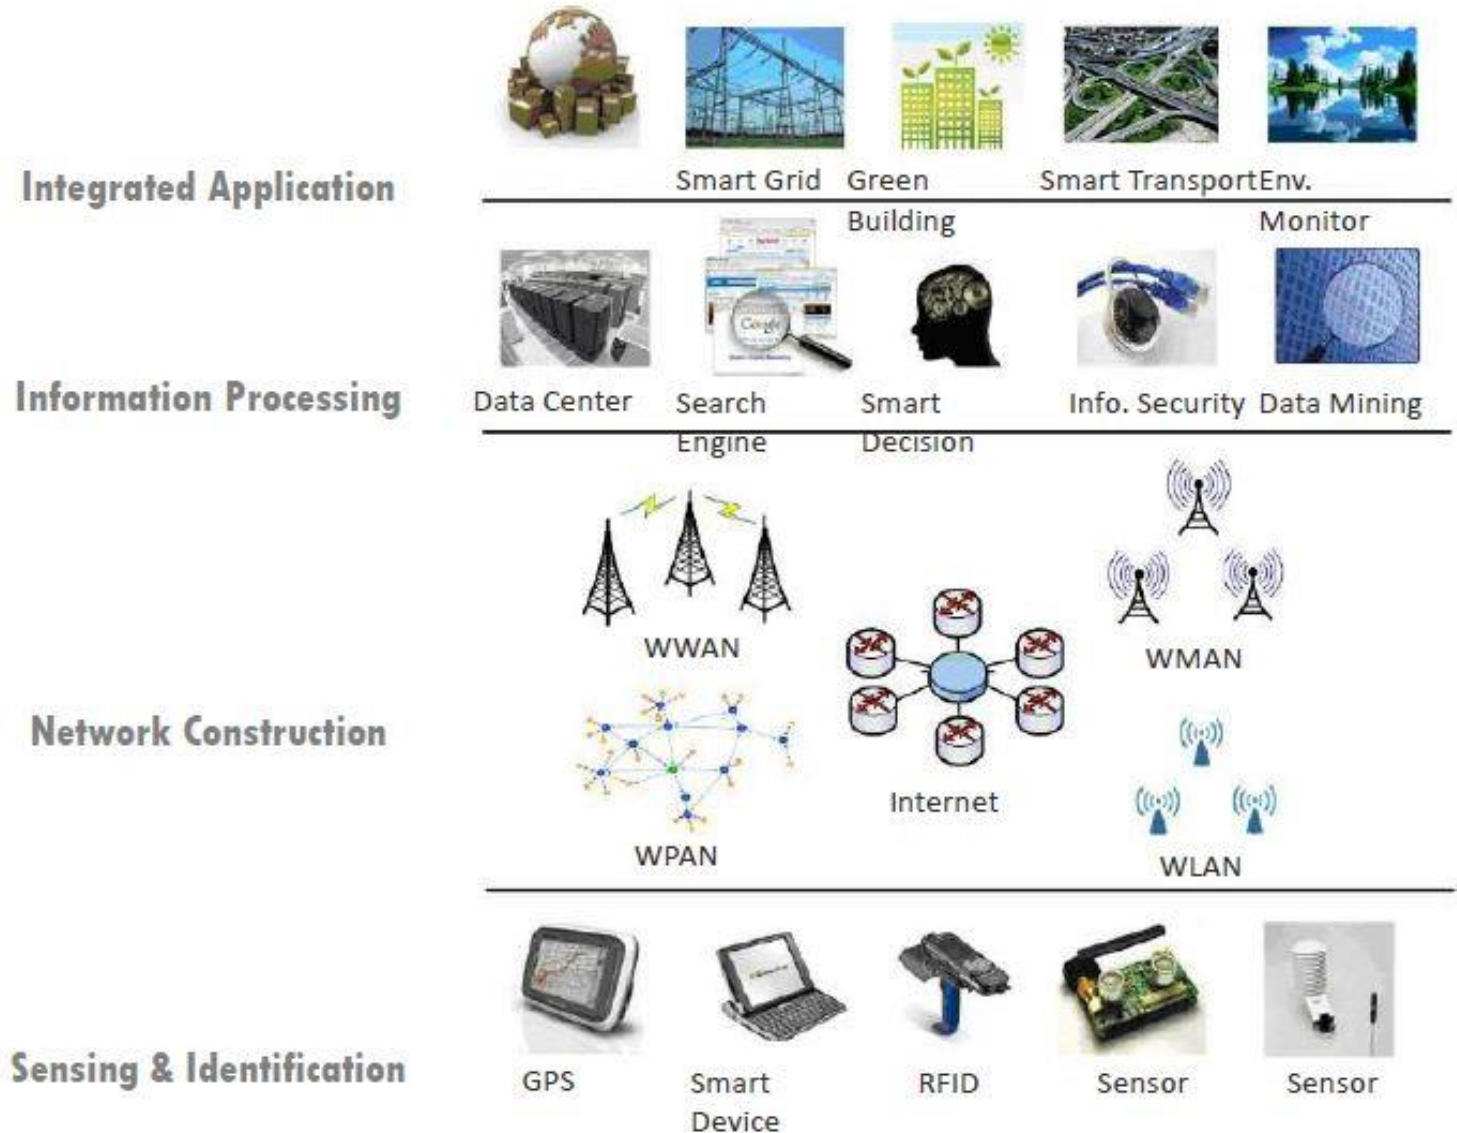 Integrated Application
Smart Grid
Green
Building
Smart Transport
Env.
Monitor
Information Processing
Data Center
Search
Engine
Smart
Decision
Info. Security
Data Mining
Google
Network Construction
WWAN
WMAN
Internet
WPAN
WLAN
Sensing & Identification
GPS
Smart
Device
RFID
Sensor
Sensor